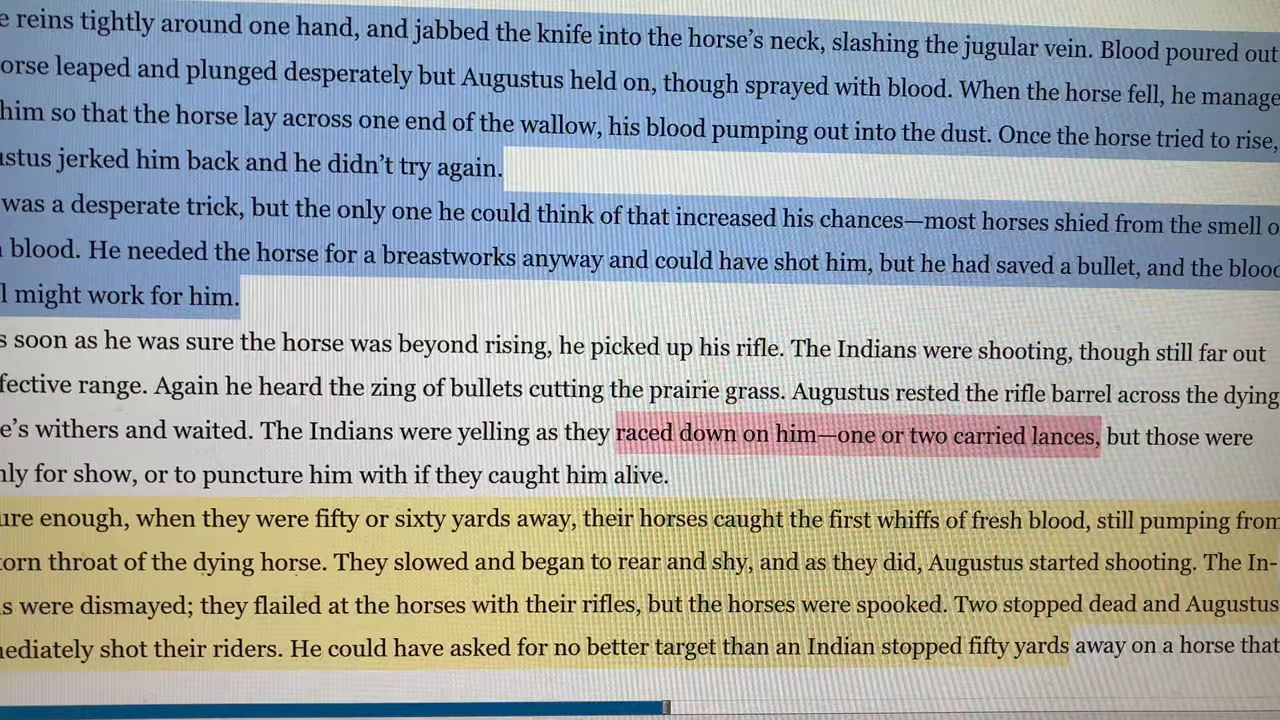 e reins tightly around one hand, and jabbed the knife into the horse’s neck, slashing the jugular vein. Blood poured out
orse leaped and plunged desperately but Augustus held on, though sprayed with blood. When the horse fell, he manage
him so that the horse lay across one end of the wallow, his blood pumping out into the dust. Once the horse tried to rise,
ustus jerked him back and he didn’t try again.
was a desperate trick, but the only one he could think of that increased his chances—most horses shied from the smell o
blood. He needed the horse for a breastworks anyway and could have shot him, but he had saved a bullet, and the blood
l might work for him.
s soon as he was sure the horse was beyond rising, he picked up his rifle. The Indians were shooting, though still far out
fective range. Again he heard the zing of bullets cutting the prairie grass. Augustus rested the rifle barrel across the dying
e’s withers and waited. The Indians were yelling as they raced down on him—one or two carried lances, but those were
nly for show, or to puncture him with if they caught him alive.
ure enough, when they were fifty or sixty yards away, their horses caught the first whiffs of fresh blood, still pumping from
torn throat of the dying horse. They slowed and began to rear and shy, and as they did, Augustus started shooting. The In-
s were dismayed; they flailed at the horses with their rifles, but the horses were spooked. Two stopped dead and Augustus
mediately shot their riders. He could have asked for no better target than an Indian stopped fifty yards away on a horse that